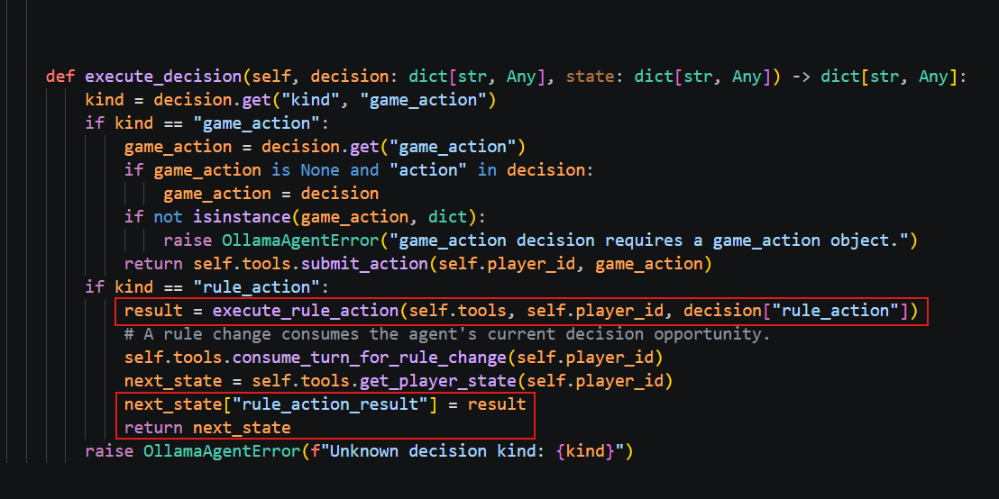 def execute_decision(self, decision: dict[str, Any], state: dict[str, Any]) -> dict[str, Any]:
kind = decision.get("kind", "game_action")
if kind == "game_action":
game_action = decision.get("game_action")
if game_action is None and "action" in decision:
game_action = decision
if not isinstance(game_action, dict):
raise OllamaAgentError("game_action decision requires a game_action object.")
return self.tools.submit_action(self.player_id, game_action)
if kind == "rule_action":
result = execute_rule_action(self.tools, self.player_id, decision["rule_action"])
# A rule change consumes the agent's current decision opportunity.
self.tools.consume_turn_for_rule_change(self.player_id)
next_state = self.tools.get_player_state(self.player_id)
next_state["rule_action_result"] = result
return next_state
raise OllamaAgentError(f"Unknown decision kind: {kind}")